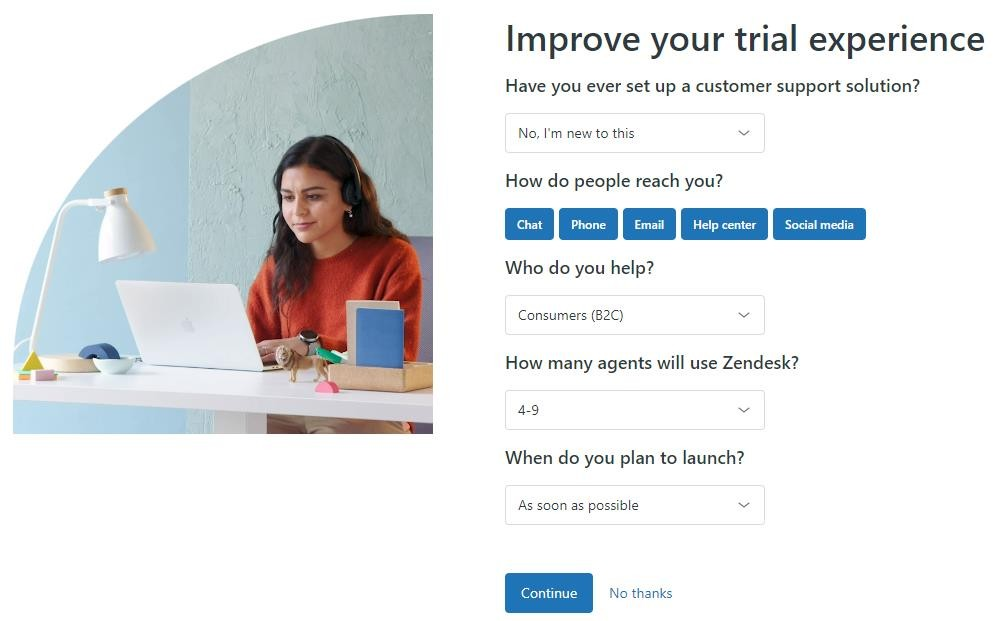 Improve your trial experience
Have you ever set up a customer support solution?
No, I'm new to this
How do people reach you?
Chat Phone Email Help center Social media
Who do you help?
Consumers (B2C)
How many agents will use Zendesk?
4-9
When do you plan to launch?
As soon as possible
Continue No thanks